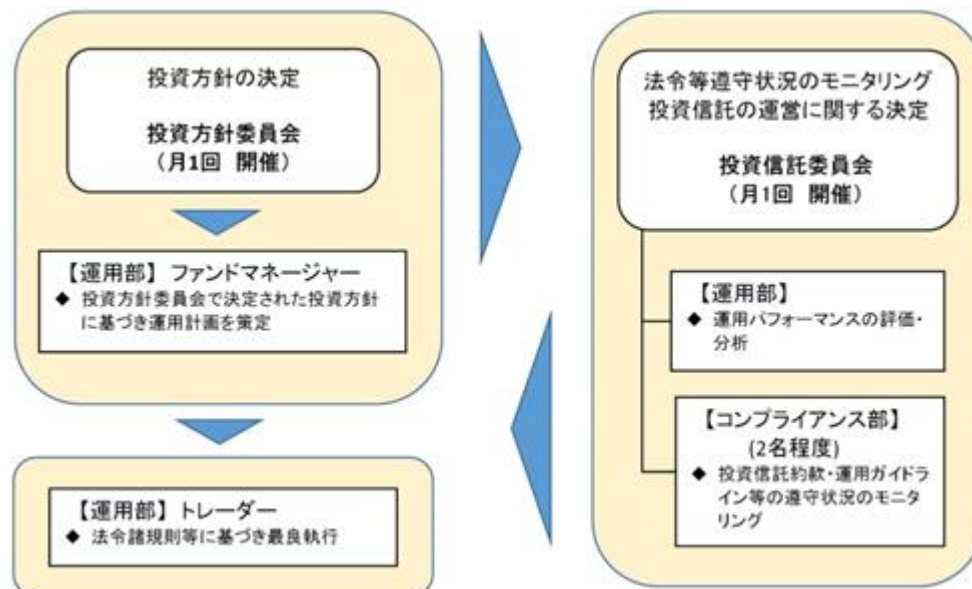 投資方針の決定
投資方針委員会
（月1回　開催）
【運用部】 ファンドマネージャー
◆ 投資方針委員会で決定された投資方針
に基づき運用計画を策定
【運用部】 トレーダー
◆ 法令諸規則等に基づき最良執行
法令等遵守状況のモニタリング
投資信託の運営に関する決定
投資信託委員会
（月1回　開催）
【運用部】
◆ 運用パフォーマンスの評価・
分析
【コンプライアンス部】
(2名程度)
◆ 投資信託約款・運用ガイドラ
イン等の遵守状況のモニタ
リング